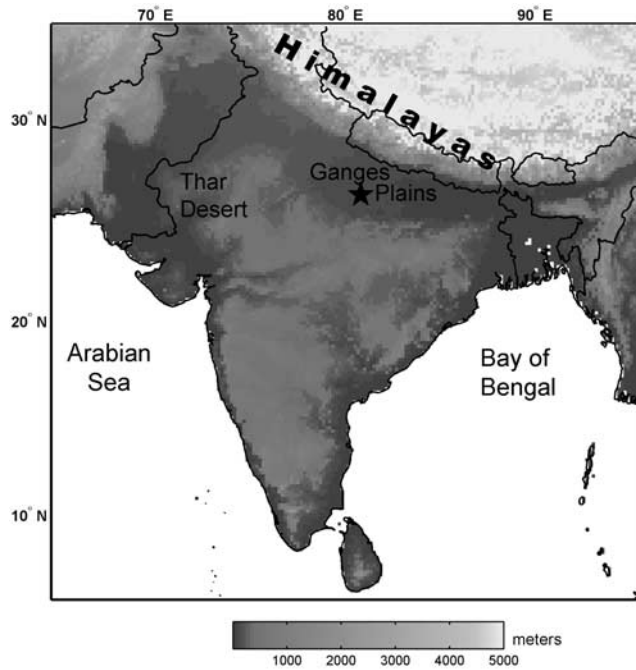 70° E
80° E
90° E
Himalayas
30° N
Ganges
Plains
Thar
Desert
20° N
Arabian
Sea
Bay of
Bengal
10° N
1000 2000 3000 4000 5000 meters